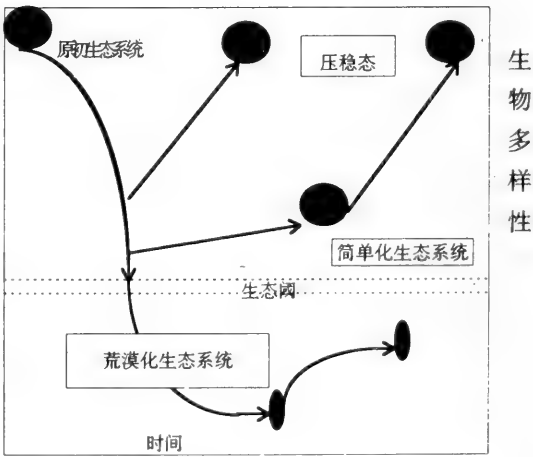 原初生态系统
压稳态
生物多样性
简单化生态系统
生态阈
荒漠化生态系统
时间